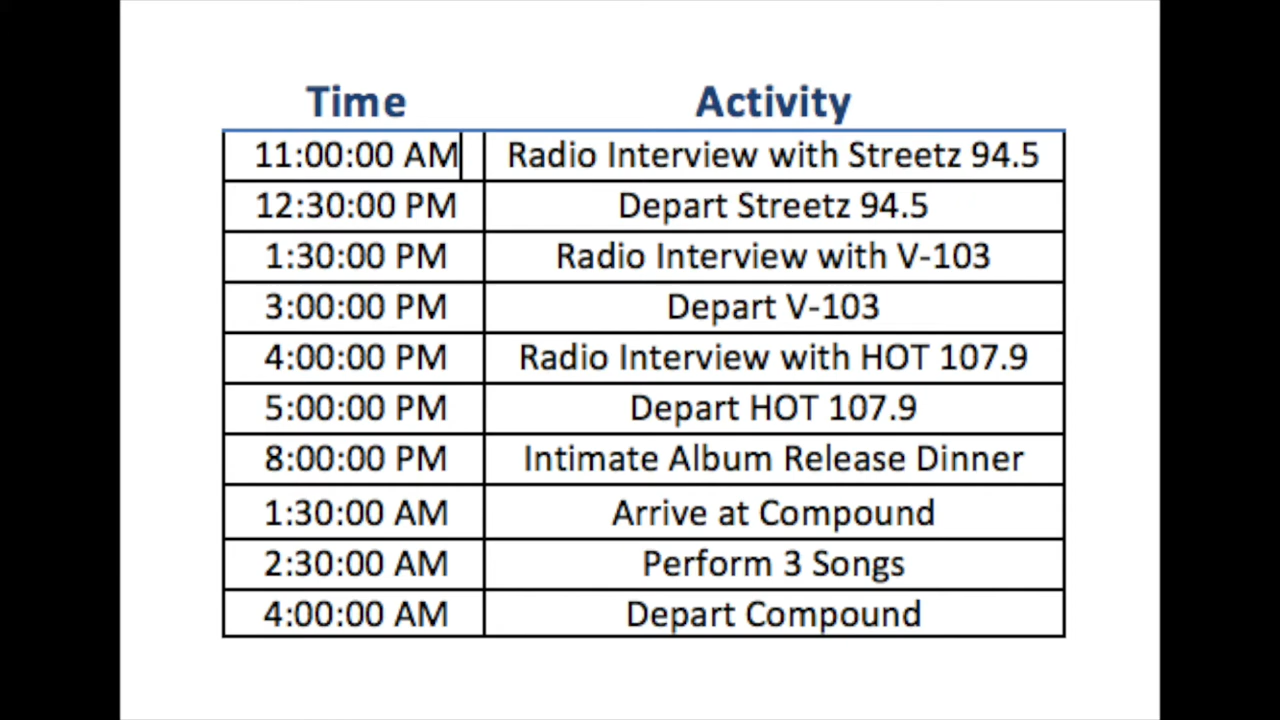 Time Activity
11:00:00 AM Radio Interview with Streetz 94.5
12:30:00 PM Depart Streetz 94.5
1:30:00 PM Radio Interview with V-103
3:00:00 PM Depart V-103
4:00:00 PM Radio Interview with HOT 107.9
5:00:00 PM Depart HOT 107.9
8:00:00 PM Intimate Album Release Dinner
1:30:00 AM Arrive at Compound
2:30:00 AM Perform 3 Songs
4:00:00 AM Depart Compound